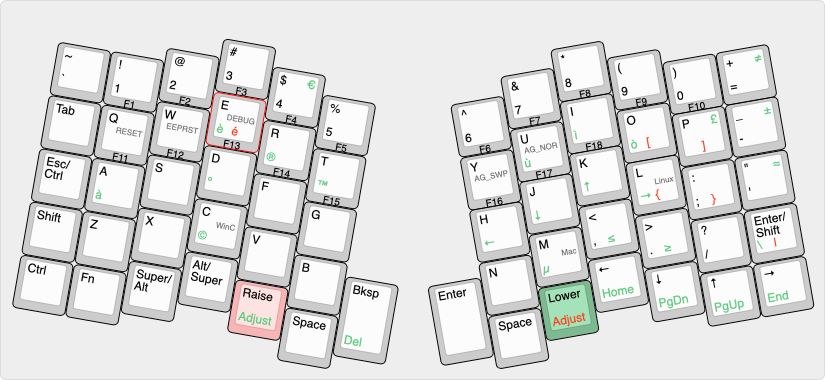 ~
`
!
1
F1
@
2
F2
#
3
F3
$ €
4
F4
%
5
F5
Tab
Q
RESET
F11
W
EEPRST
F12
E
DEBUG
è é
F13
R
®
F14
T
™
F15
Esc/
Ctrl
A
à
S
D
°
F
G
Shift
Z
X
C
WinC
©
V
B
Ctrl
Fn
Super/
Alt
Alt/
Super
Raise
Adjust
Space
Bksp
Del
^
6
F6
&
7
F7
*
8
F8
(
9
F9
)
0
F10
+ ≠
=
Y
AG_SWP
F16
U
AG_NOR
ù
F17
I
ì
F18
O
ò [
P £
]
_ ±
-
H
←
J
↓
K
↑
L
Linux
→ {
:
; }
" ≈
'
N
M
Mac
µ
<
, ≤
>
. ≥
?
/
Enter/
Shift
\ |
Enter
Space
Lower
Adjust
←
Home
↓
PgDn
↑
PgUp
→
End